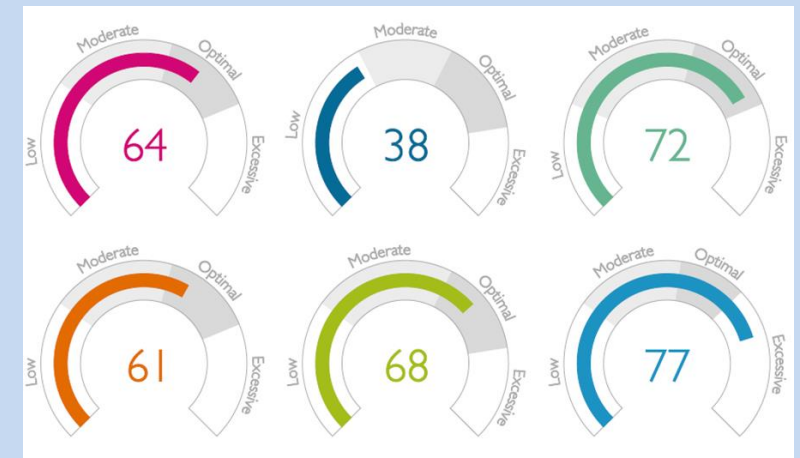 Moderate
Optimal
Low
64
Excessive
Moderate
Optimal
Low
38
Excessive
Moderate
Optimal
Low
72
Excessive
Moderate
Optimal
Low
61
Excessive
Moderate
Optimal
Low
68
Excessive
Moderate
Optimal
Low
77
Excessive